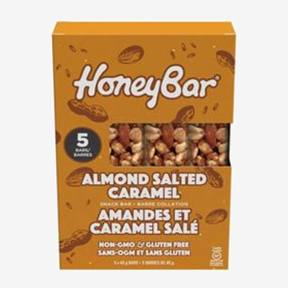 HoneyBar®
5
BARS/
BARRES
ALMOND SALTED
CARAMEL
SNACK BAR • BARRE COLLATION
AMANDES ET
CARAMEL SALÉ
NON-GMO & GLUTEN FREE
SANS-OGM ET SANS GLUTEN